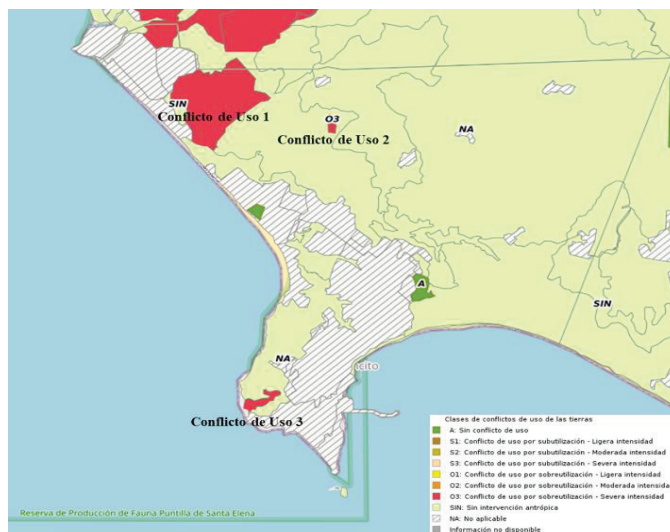 SIN
Conflicto de Uso 1
O3
Conflicto de Uso 2
NA
A
SIN
NA
Conflicto de Uso 3
Reserva de Producción de Fauna Puntilla de Santa Elena
Clases de conflictos de uso de las tierras
A: Sin conflicto de uso
S1: Conflicto de uso por subutilización - Ligera intensidad
S2: Conflicto de uso por subutilización - Moderada intensidad
S3: Conflicto de uso por subutilización - Severa intensidad
O1: Conflicto de uso por sobreutilización - Ligera intensidad
O2: Conflicto de uso por sobreutilización - Moderada intensidad
O3: Conflicto de uso por sobreutilización - Severa intensidad
SIN: Sin intervención antrópica
NA: No aplicable
Información no disponible